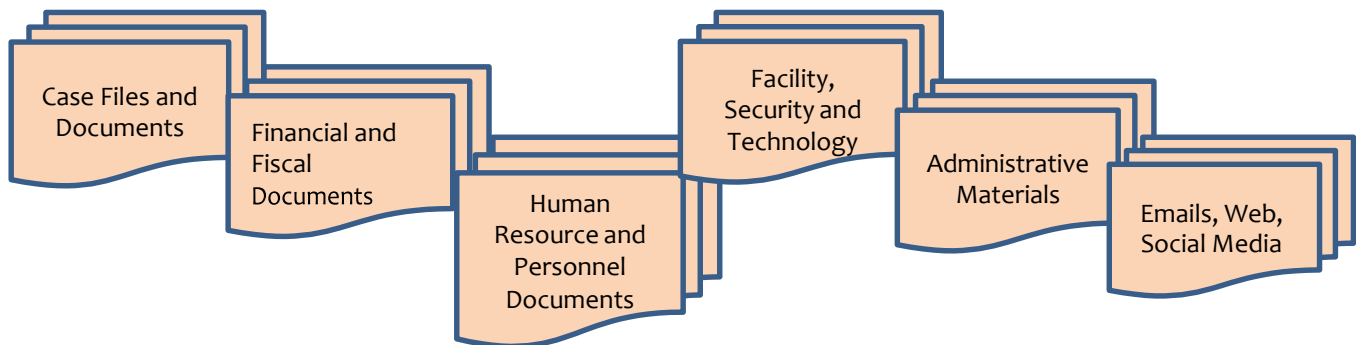 Case Files and
Documents
Financial and
Fiscal
Documents
Human
Resource and
Personnel
Documents
Facility,
Security and
Technology
Administrative
Materials
Emails, Web,
Social Media